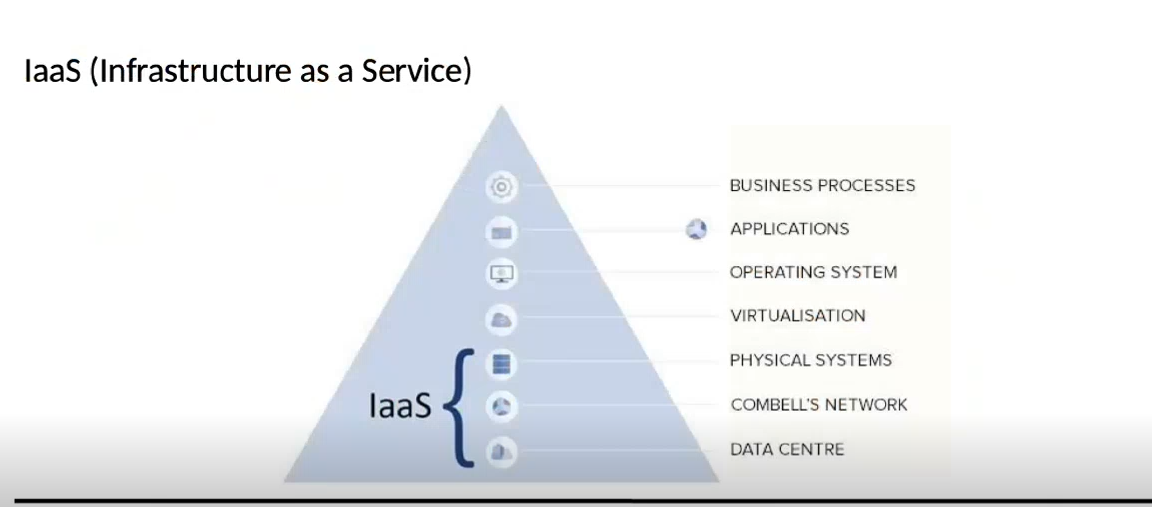 IaaS (Infrastructure as a Service)
BUSINESS PROCESSES
APPLICATIONS
OPERATING SYSTEM
VIRTUALISATION
PHYSICAL SYSTEMS
IaaS
COMBELL'S NETWORK
DATA CENTRE